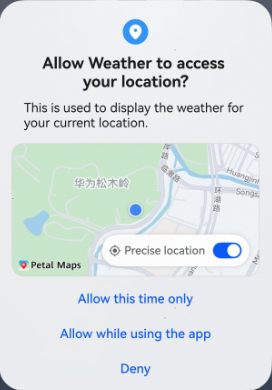 Allow Weather to access
your location?
This is used to display the weather for
your current location.
华为松木岭
环湖路
Huangjin
Songs
Precise location
Petal Maps
Allow this time only
Allow while using the app
Deny